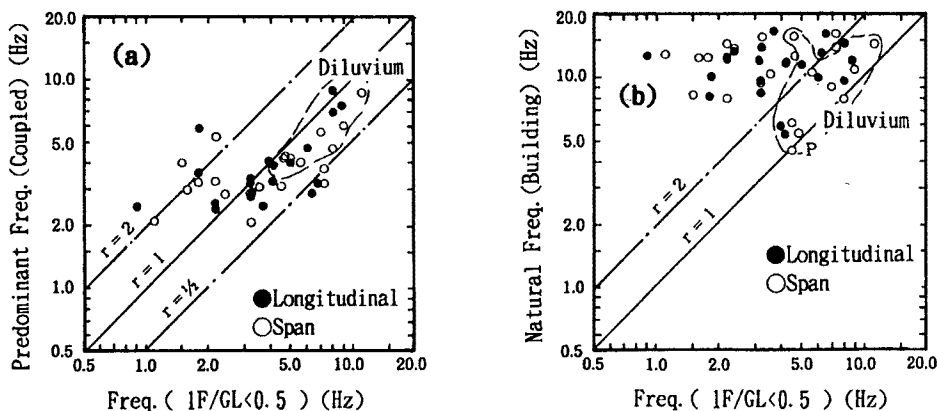 (a)
Predominant Freq.(Coupled) (Hz)
20.0
10.0
5.0
2.0
1.0
0.5
Diluvium
r=2
r=1
r=½
●Longitudinal
○Span
0.5 1.0 2.0 5.0 10.0 20.0
Freq.( 1F/GL<0.5 ) (Hz)
(b)
Natural Freq.(Building) (Hz)
20.0
10.0
5.0
2.0
1.0
0.5
Diluvium
P
r=2
r=1
●Longitudinal
○Span
0.5 1.0 2.0 5.0 10.0 20.0
Freq.( 1F/GL<0.5 ) (Hz)